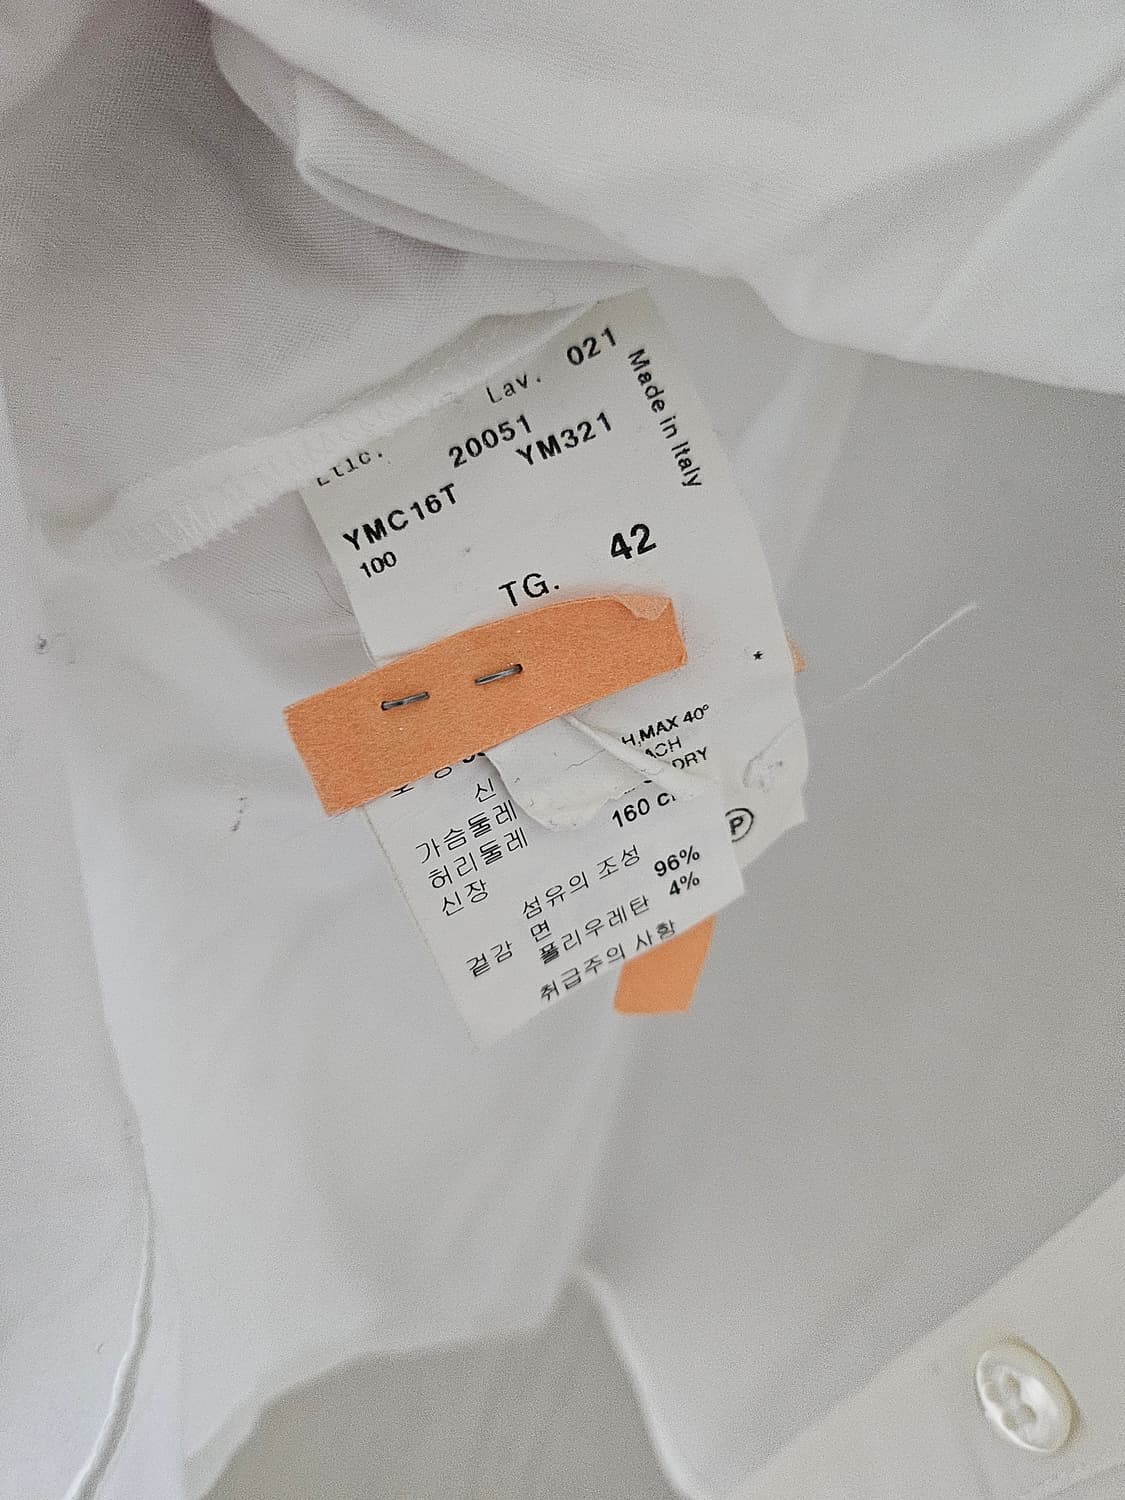 Lav. 021
Etic. 20051
YMC16T YM321
100
TG. 42
Made in Italy
*
MAX 40°
DRY
신
가슴둘레
허리둘레
신장 160
P
섬유의 조성
겉감 면 96%
폴리우레탄 4%
취급주의 사항